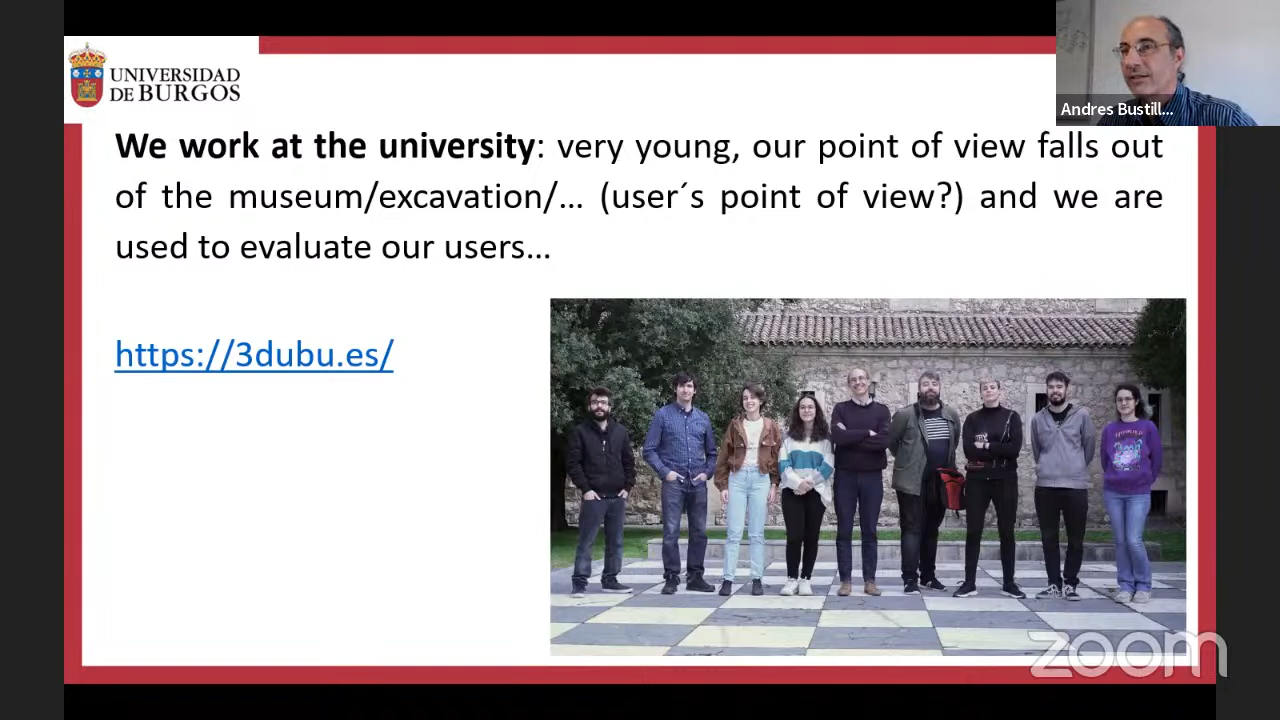 UNIVERSIDAD
DE BURGOS
Andres Bustill...
We work at the university: very young, our point of view falls out
of the museum/excavation/... (user´s point of view?) and we are
used to evaluate our users...
https://3dubu.es/
zoom